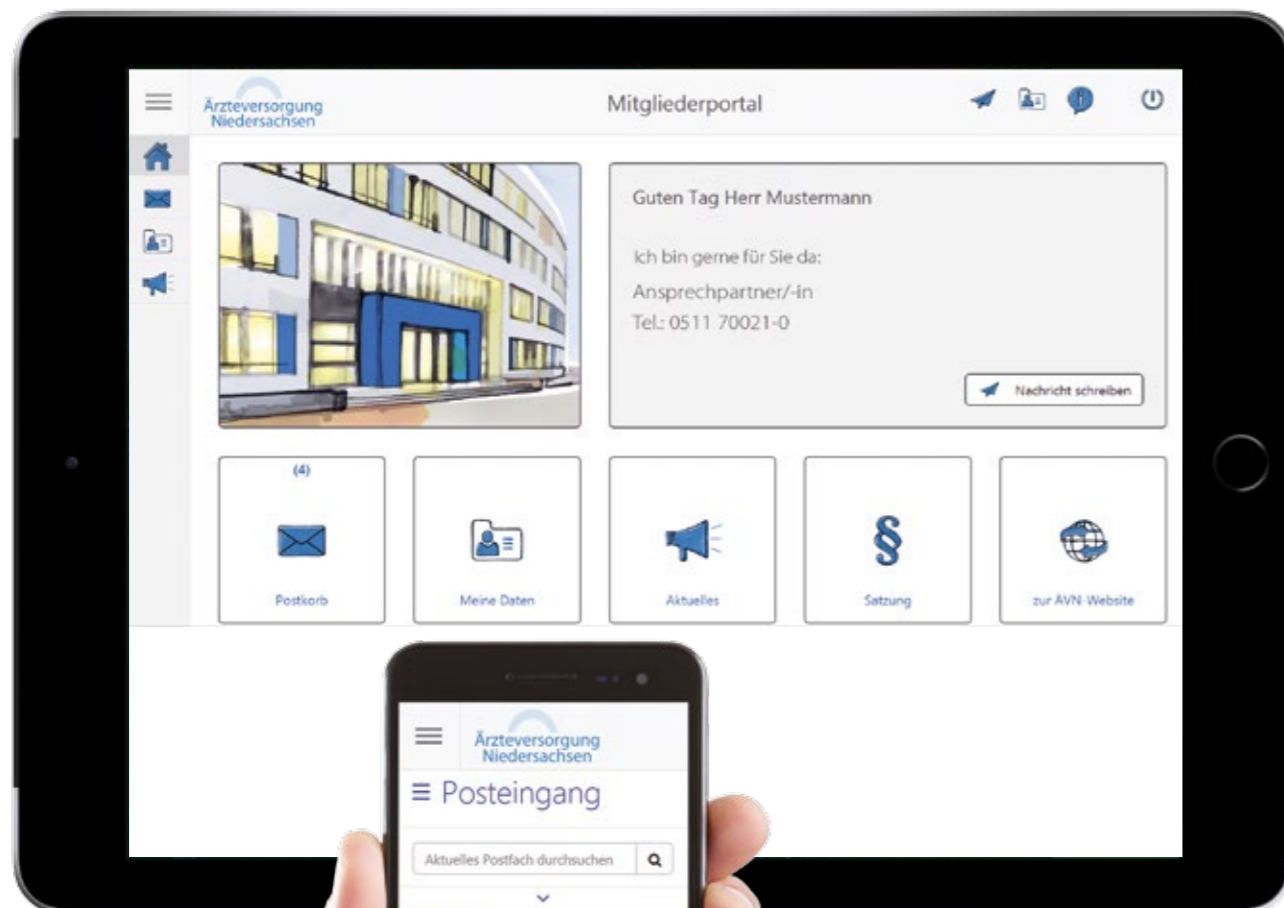 Ärzteversorgung
Niedersachsen
Mitgliederportal
Guten Tag Herr Mustermann
Ich bin gerne für Sie da:
Ansprechpartner/-in
Tel.: 0511 70021-0
Nachricht schreiben
(4)
Postkorb
Meine Daten
Aktuelles
§
Satzung
zur ÄVN-Website
Ärzteversorgung
Niedersachsen
Posteingang
Aktuelles Postfach durchsuchen